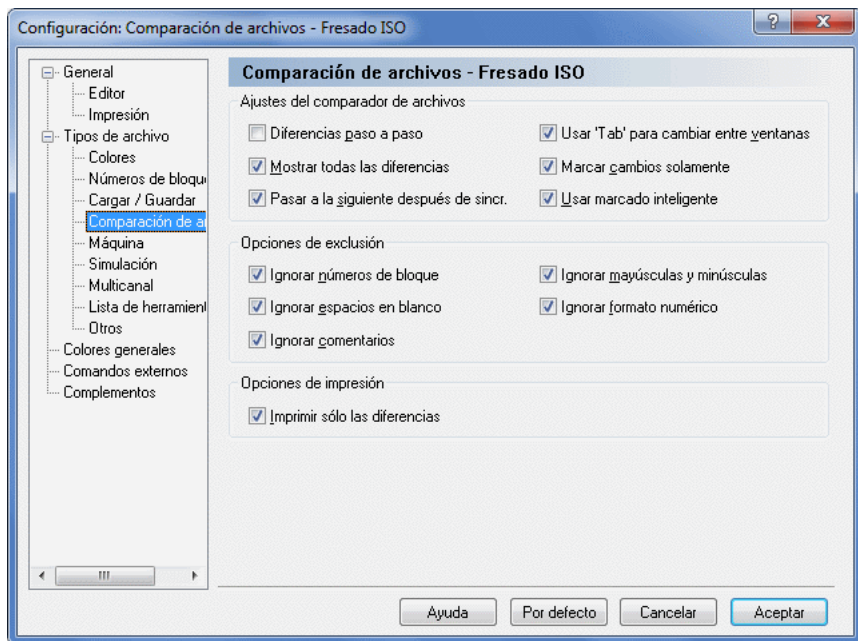 Configuración: Comparación de archivos - Fresado ISO
General
Editor
Impresión
Tipos de archivo
Colores
Números de bloqu
Cargar / Guardar
Comparación de ar
Máquina
Simulación
Multicanal
Lista de herramient
Otros
Colores generales
Comandos externos
Complementos
Comparación de archivos - Fresado ISO
Ajustes del comparador de archivos
Diferencias paso a paso
Usar 'Tab' para cambiar entre ventanas
Mostrar todas las diferencias
Marcar cambios solamente
Pasar a la siguiente después de sincr.
Usar marcado inteligente
Opciones de exclusión
Ignorar números de bloque
Ignorar mayúsculas y minúsculas
Ignorar espacios en blanco
Ignorar formato numérico
Ignorar comentarios
Opciones de impresión
Imprimir sólo las diferencias
Ayuda
Por defecto
Cancelar
Aceptar